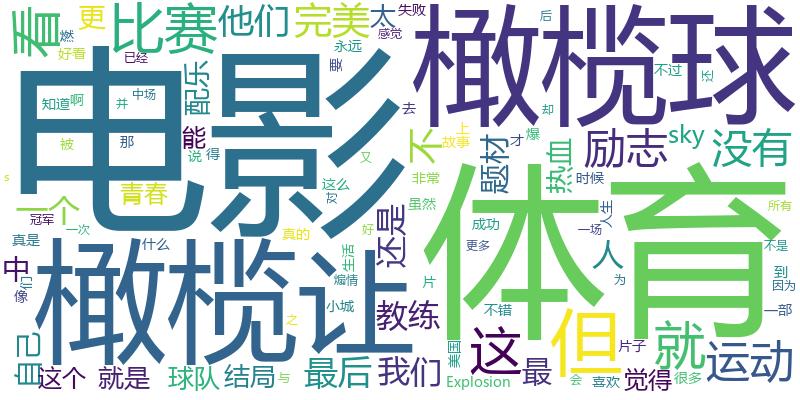 看
更
比赛
他们
完美
太
失败
橄榄球
后
燃
好看
已经
永远
感觉
要
不过
还
配乐
知道
啊
并
中场
电影
去
却
能
被
那
说
得
不
题材
上
才
故事
爆
热血
励志
sky
没有
s
青春
又
非常
时候
一个
冠军
一次
这么
怼
虽然
体育
人生
所有
真是
什么
真的
好
还是
成功
一场
中
橄榄
让
生活
煽情
片
更多
人
不是
像
们
小城
教练
不错
为
到
因为
之
这
但
一部
自己
美国
片子
就
运动
这个
就是
球队
结局
与
最后
我们
Explosion
最
会
喜欢
觉得
很多